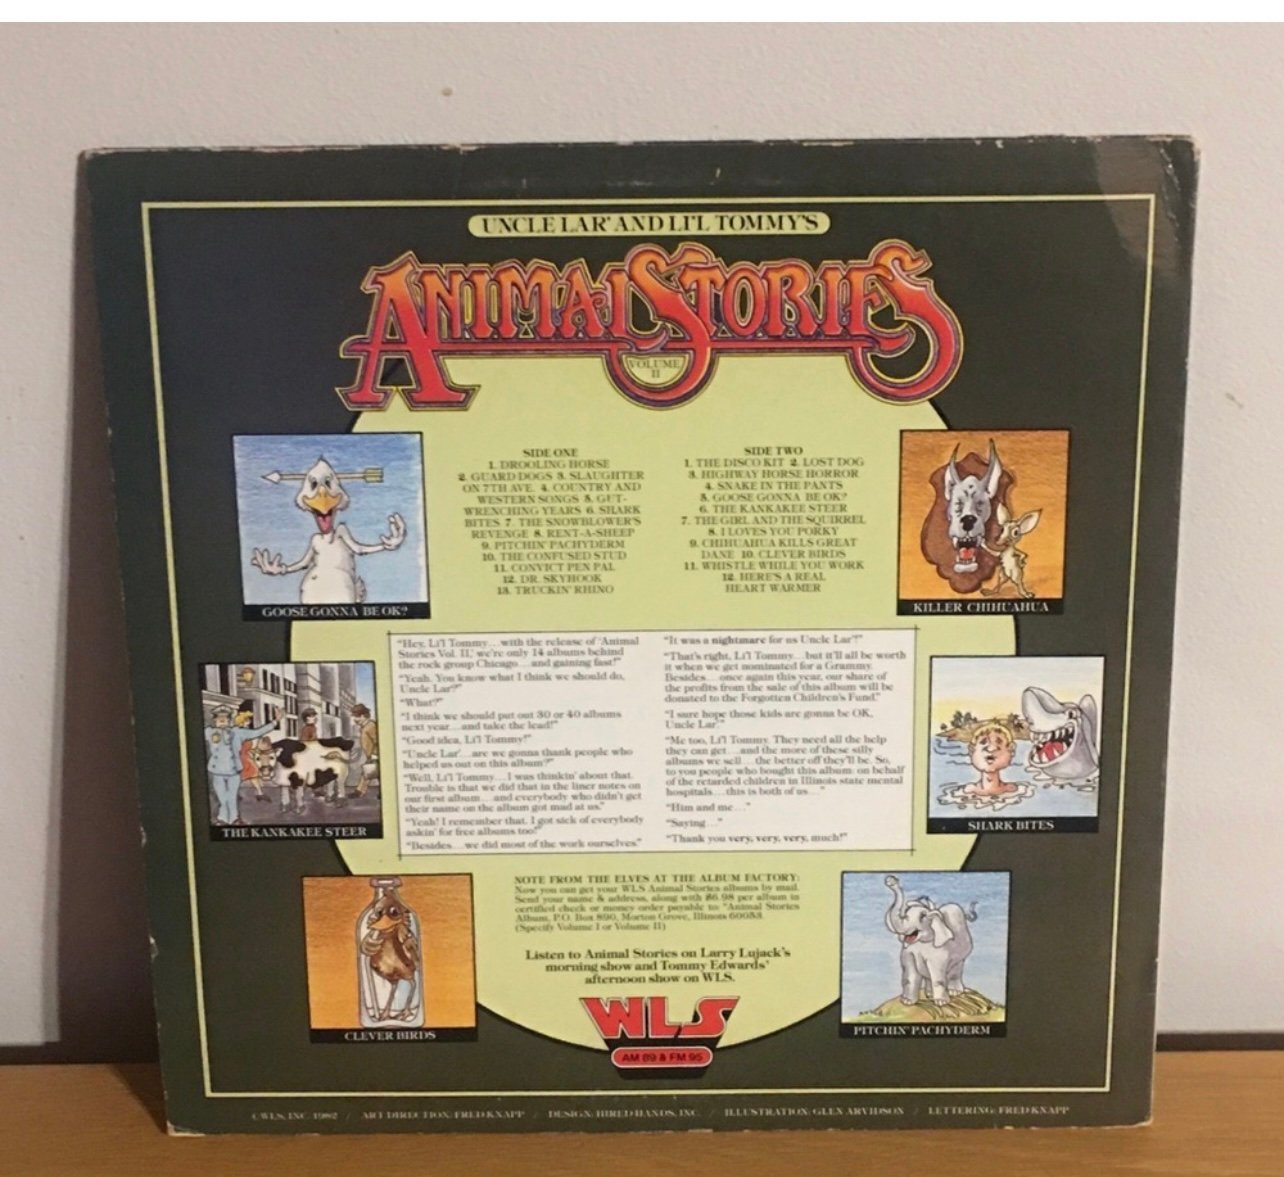 UNCLE LAR' AND LI'L TOMMY'S
ANIMAL STORIES
VOLUME
II
SIDE ONE
1. DROOLING HORSE
2. GUARD DOGS 3. SLAUGHTER
ON 7TH AVE. 4. COUNTRY AND
WESTERN SONGS 5. GUT-
WRENCHING YEARS 6. SHARK
BITES 7. THE SNOWBLOWER'S
REVENGE 8. RENT-A-SHEEP
9. PITCHIN' PACHYDERM
10. THE CONFUSED STUD
11. CONVICT PEN PAL
12. DR. SKYHOOK
13. TRUCKIN' RHINO
SIDE TWO
1. THE DISCO KIT 2. LOST DOG
3. HIGHWAY HORSE HORROR
4. SNAKE IN THE PANTS
5. GOOSE GONNA BE OK?
6. THE KANKAKEE STEER
7. THE GIRL AND THE SQUIRREL
8. I LOVES YOU PORKY
9. CHIHUAHUA KILLS GREAT
DANE 10. CLEVER BIRDS
11. WHISTLE WHILE YOU WORK
12. HERE'S A REAL
HEART WARMER
GOOSE GONNA BE OK?
KILLER CHIHUAHUA
"Hey, Li'l Tommy...with the release of 'Animal
Stories Vol. II,' we're only 14 albums behind
the rock group Chicago...and gaining fast!"
"Yeah. You know what I think we should do,
Uncle Lar'?"
"What?"
"I think we should put out 30 or 40 albums
next year...and take the lead!"
"Good idea, Li'l Tommy!"
"Uncle Lar'...are we gonna thank people who
helped us out on this album?"
"Well, Li'l Tommy...I was thinkin' about that.
Trouble is that we did that in the liner notes on
our first album...and everybody who didn't get
their name on the album got mad at us."
"Yeah! I remember that. I got sick of everybody
askin' for free albums too!"
"Besides...we did most of the work ourselves."
"It was a nightmare for us Uncle Lar'!"
"That's right, Li'l Tommy...but it'll all be worth
it when we get nominated for a Grammy.
Besides...once again this year, our share of
the profits from the sale of this album will be
donated to the Forgotten Children's Fund."
"I sure hope those kids are gonna be OK,
Uncle Lar'"
"Me too, Li'l Tommy. They need all the help
they can get...and the more of these silly
albums we sell...the better off they'll be. So,
to you people who bought this album: on behalf
of the retarded children in Illinois state mental
hospitals...this is both of us..."
"Him and me..."
"Saying..."
"Thank you very, very, very, much!"
THE KANKAKEE STEER
SHARK BITES
NOTE FROM THE ELVES AT THE ALBUM FACTORY:
Now you can get your WLS Animal Stories albums by mail.
Send your name & address, along with $6.98 per album in
certified check or money order payable to "Animal Stories
Album, P.O. Box 890, Morton Grove, Illinois 60053.
(Specify Volume I or Volume II)
Listen to Animal Stories on Larry Lujack's
morning show and Tommy Edwards'
afternoon show on WLS.
WLS
AM 89 & FM 95
CLEVER BIRDS
PITCHIN' PACHYDERM
©WLS, INC. 1982 / ART DIRECTION: FRED KNAPP / DESIGN: HIRED HANDS, INC. / ILLUSTRATION: GLEN ARVIDSON / LETTERING: FRED KNAPP